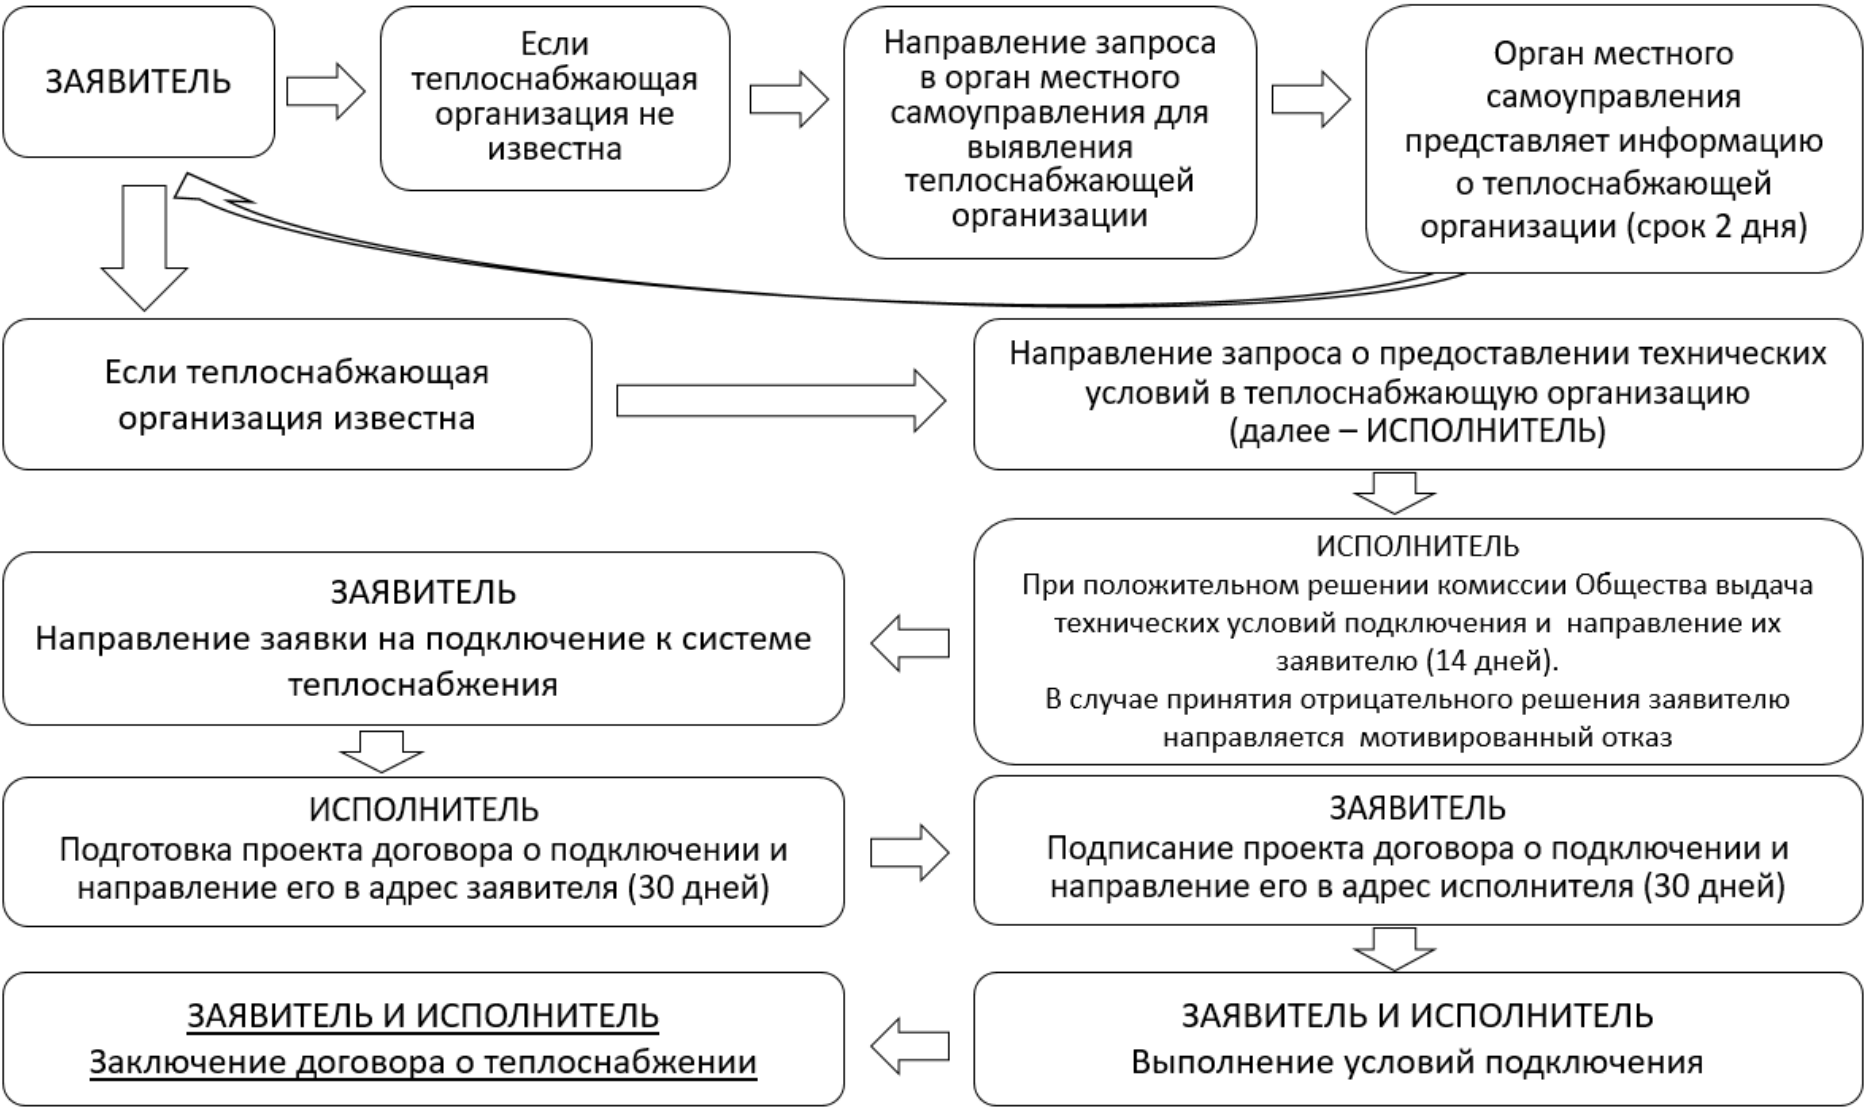 ЗАЯВИТЕЛЬ
Если
теплоснабжающая
организация не
известна
Направление запроса
в орган местного
самоуправления для
выявления
теплоснабжающей
организации
Орган местного
самоуправления
представляет информацию
о теплоснабжающей
организации (срок 2 дня)
Если теплоснабжающая
организация известна
Направление запроса о предоставлении технических
условий в теплоснабжающую организацию
(далее – ИСПОЛНИТЕЛЬ)
ИСПОЛНИТЕЛЬ
При положительном решении комиссии Общества выдача
технических условий подключения и  направление их
заявителю (14 дней).
В случае принятия отрицательного решения заявителю
направляется  мотивированный отказ
ЗАЯВИТЕЛЬ
Направление заявки на подключение к системе
теплоснабжения
ИСПОЛНИТЕЛЬ
Подготовка проекта договора о подключении и
направление его в адрес заявителя (30 дней)
ЗАЯВИТЕЛЬ
Подписание проекта договора о подключении и
направление его в адрес исполнителя (30 дней)
ЗАЯВИТЕЛЬ И ИСПОЛНИТЕЛЬ
Выполнение условий подключения
ЗАЯВИТЕЛЬ И ИСПОЛНИТЕЛЬ
Заключение договора о теплоснабжении